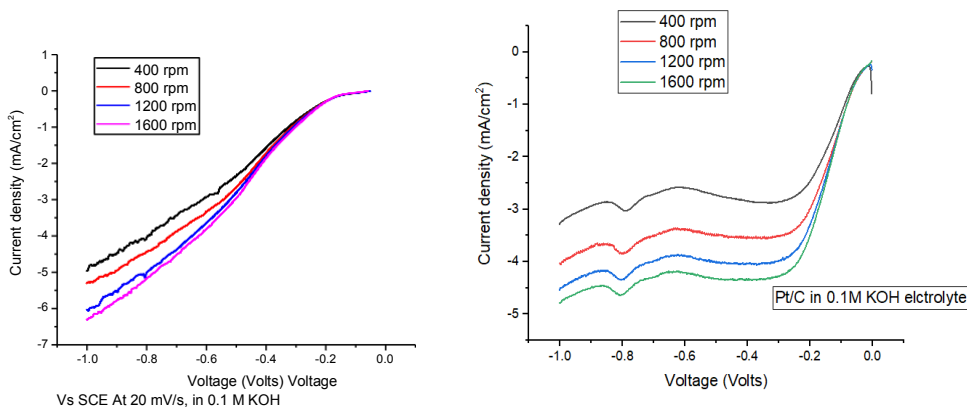 400 rpm
800 rpm
1200 rpm
1600 rpm
Current density (mA/cm²)
1
0
-1
-2
-3
-4
-5
-6
-7
-1.0 -0.8 -0.6 -0.4 -0.2 0.0
Voltage (Volts) Voltage
Vs SCE At 20 mV/s, in 0.1 M KOH
400 rpm
800 rpm
1200 rpm
1600 rpm
Current density (mA/cm²)
0
-1
-2
-3
-4
-5
Pt/C in 0.1M KOH elctrolyte
-1.0 -0.8 -0.6 -0.4 -0.2 0.0
Voltage (Volts)